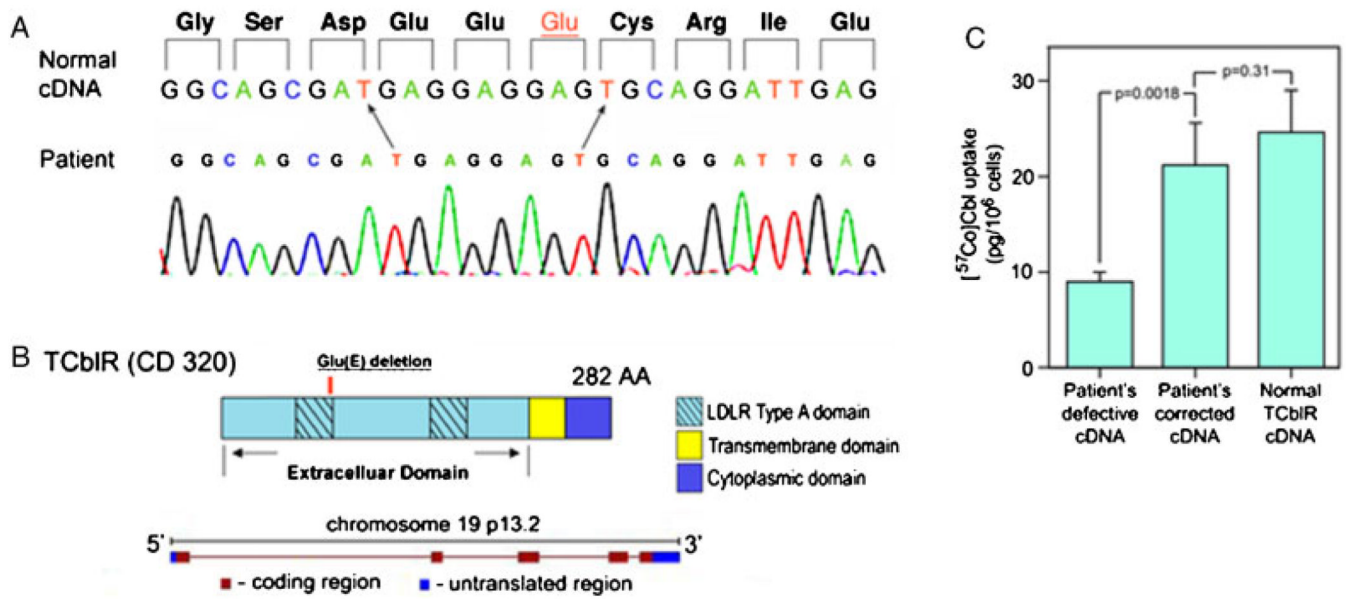 A
Gly Ser Asp Glu Glu Glu Cys Arg Ile Glu
Normal
cDNA
G G C A G C G A T G A G G A G G A G T G C A G G A T T G A G
Patient
G G C A G C G A T G A G G A G T G C A G G A T T G A G
B TCblR (CD 320)
Glu(E) deletion
282 AA
LDLR Type A domain
Transmembrane domain
Cytoplasmic domain
Extracelluar Domain
chromosome 19 p13.2
5' 3'
- coding region - untranslated region
C
[57Co]Cbl uptake
(pg/10^6 cells)
30
20
10
0
p=0.0018
p=0.31
Patient's
defective
cDNA
Patient's
corrected
cDNA
Normal
TCblR
cDNA